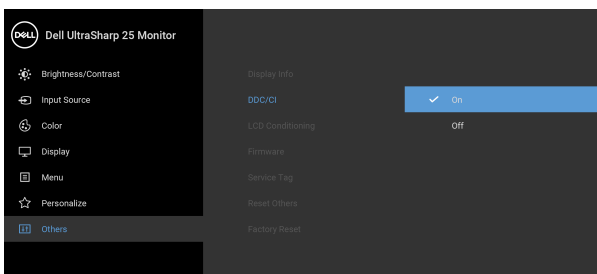 DELL Dell UltraSharp 25 Monitor
Brightness/Contrast
Input Source
Color
Display
Menu
Personalize
Others
Display Info
DDC/CI
LCD Conditioning
Firmware
Service Tag
Reset Others
Factory Reset
On
Off